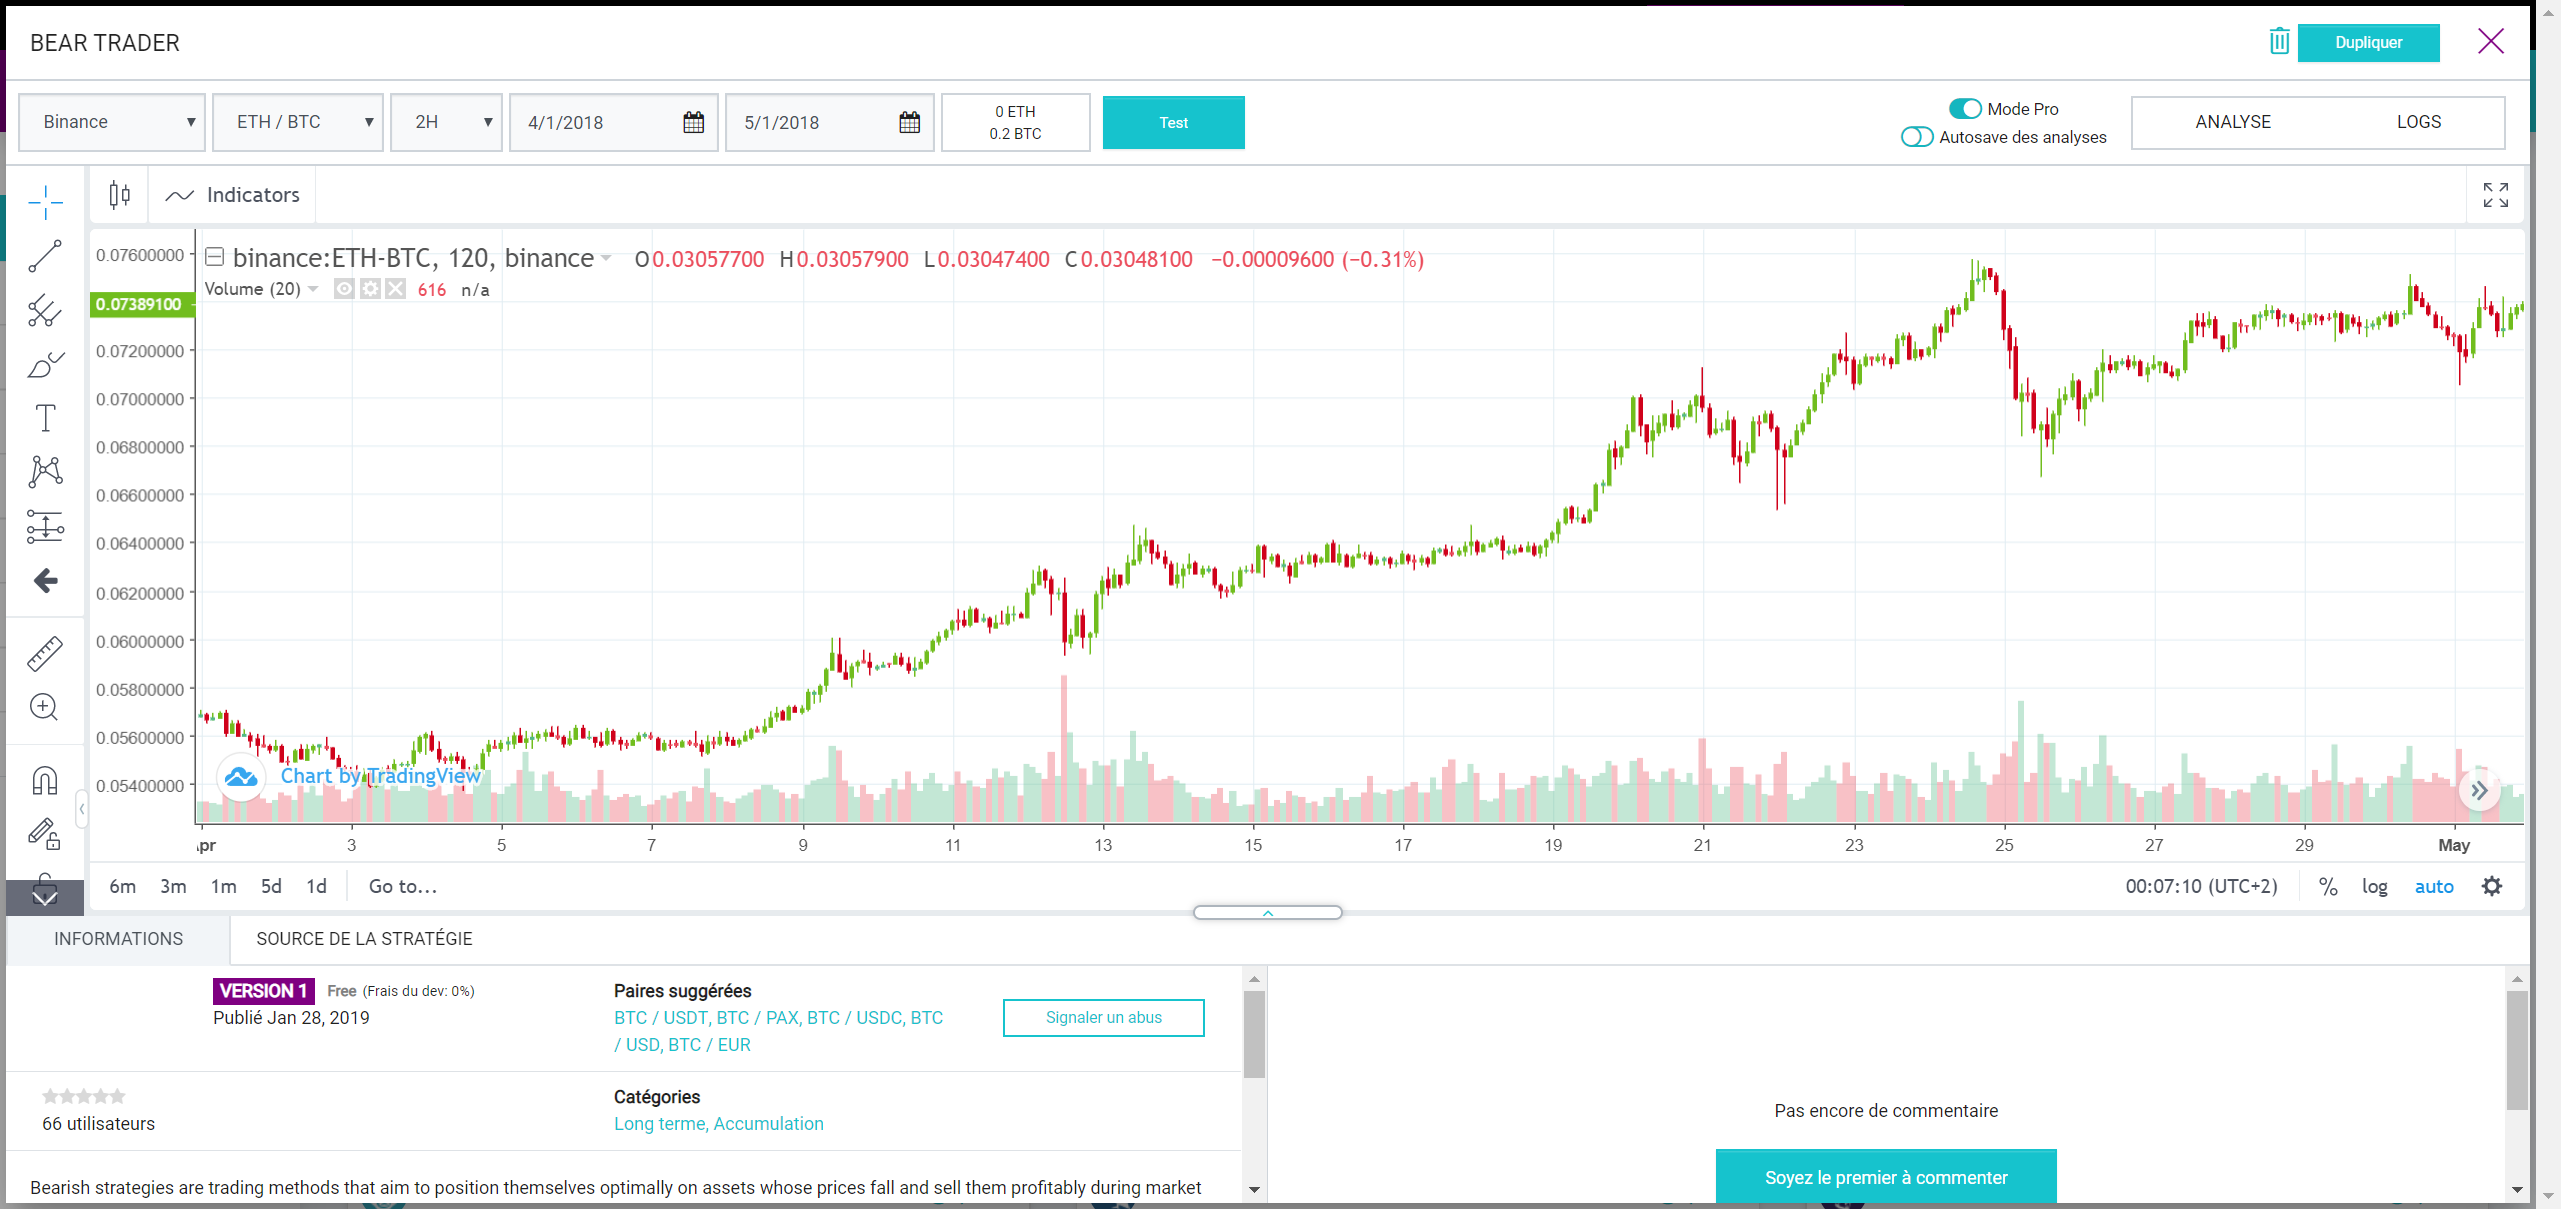 BEAR TRADER
Dupliquer
Binance
ETH / BTC
2H
4/1/2018
5/1/2018
0 ETH
0.2 BTC
Test
Mode Pro
Autosave des analyses
ANALYSE
LOGS
Indicators
binance:ETH-BTC, 120, binance O0.03057700 H0.03057900 L0.03047400 C0.03048100 −0.00009600 (−0.31%)
Volume (20) 616 n/a
0.07600000
0.07389100
0.07200000
0.07000000
0.06800000
0.06600000
0.06400000
0.06200000
0.06000000
0.05800000
0.05600000
0.05400000
Chart by TradingView
3 5 7 9 11 13 15 17 19 21 23 25 27 29 May
6m 3m 1m 5d 1d Go to...
00:07:10 (UTC+2) % log auto
INFORMATIONS
SOURCE DE LA STRATÉGIE
VERSION 1 Free (Frais du dev: 0%)
Publié Jan 28, 2019
Paires suggérées
BTC / USDT, BTC / PAX, BTC / USDC, BTC
/ USD, BTC / EUR
Signaler un abus
66 utilisateurs
Catégories
Long terme, Accumulation
Bearish strategies are trading methods that aim to position themselves optimally on assets whose prices fall and sell them profitably during market
Pas encore de commentaire
Soyez le premier à commenter